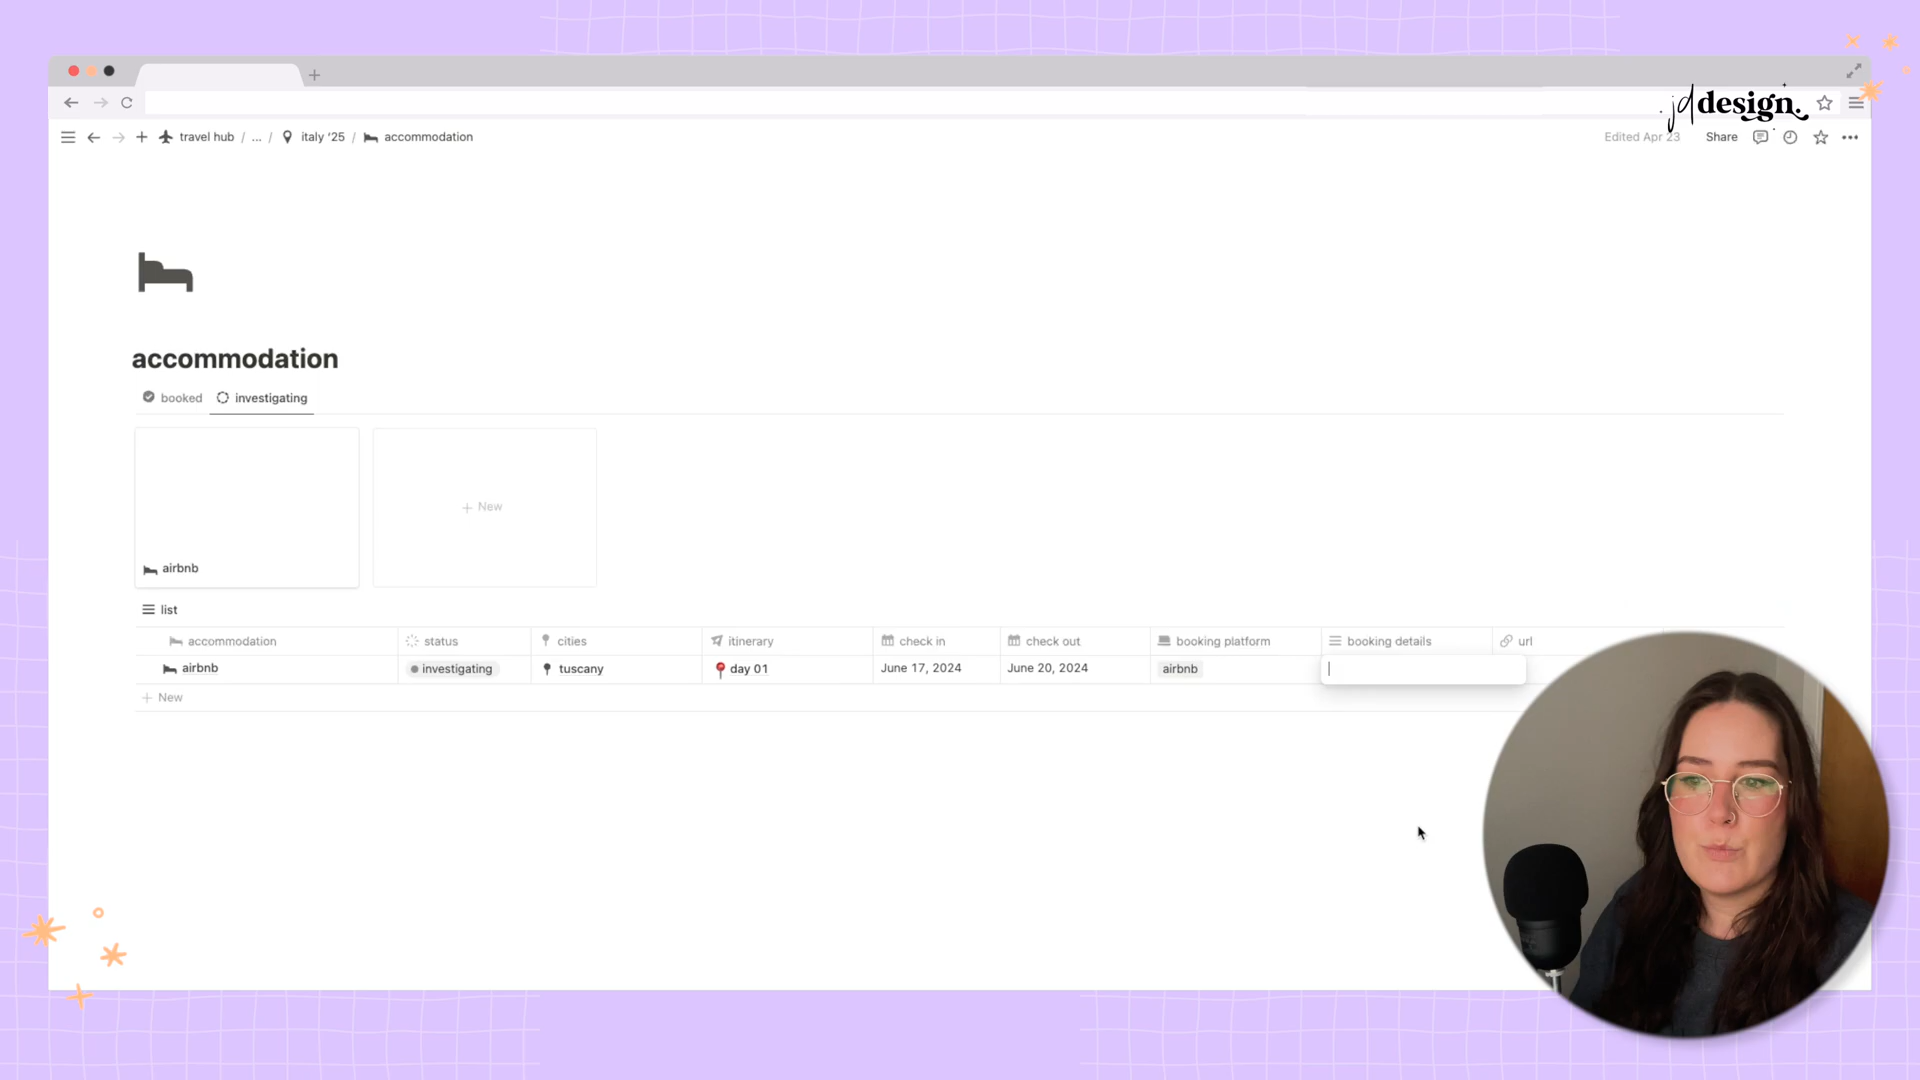 jd design.
travel hub / ... / italy '25 / accommodation
Edited Apr 23 Share
accommodation
booked investigating
+ New
airbnb
list
accommodation status cities itinerary check in check out booking platform booking details url
airbnb investigating tuscany day 01 June 17, 2024 June 20, 2024 airbnb
+ New